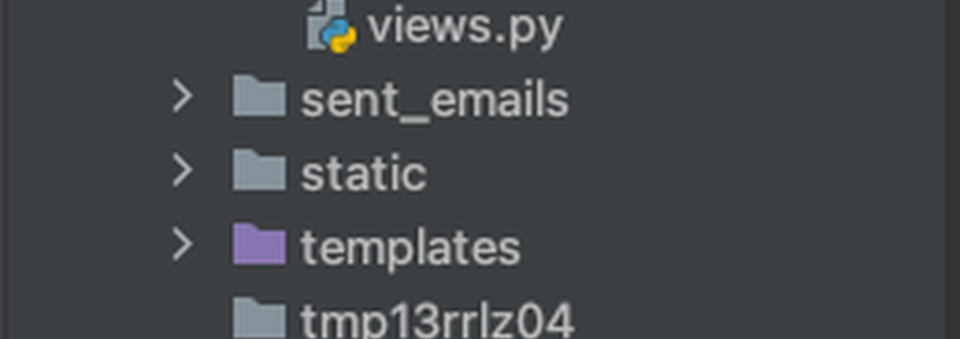 views.py
sent_emails
static
templates
tmp13rrlz04